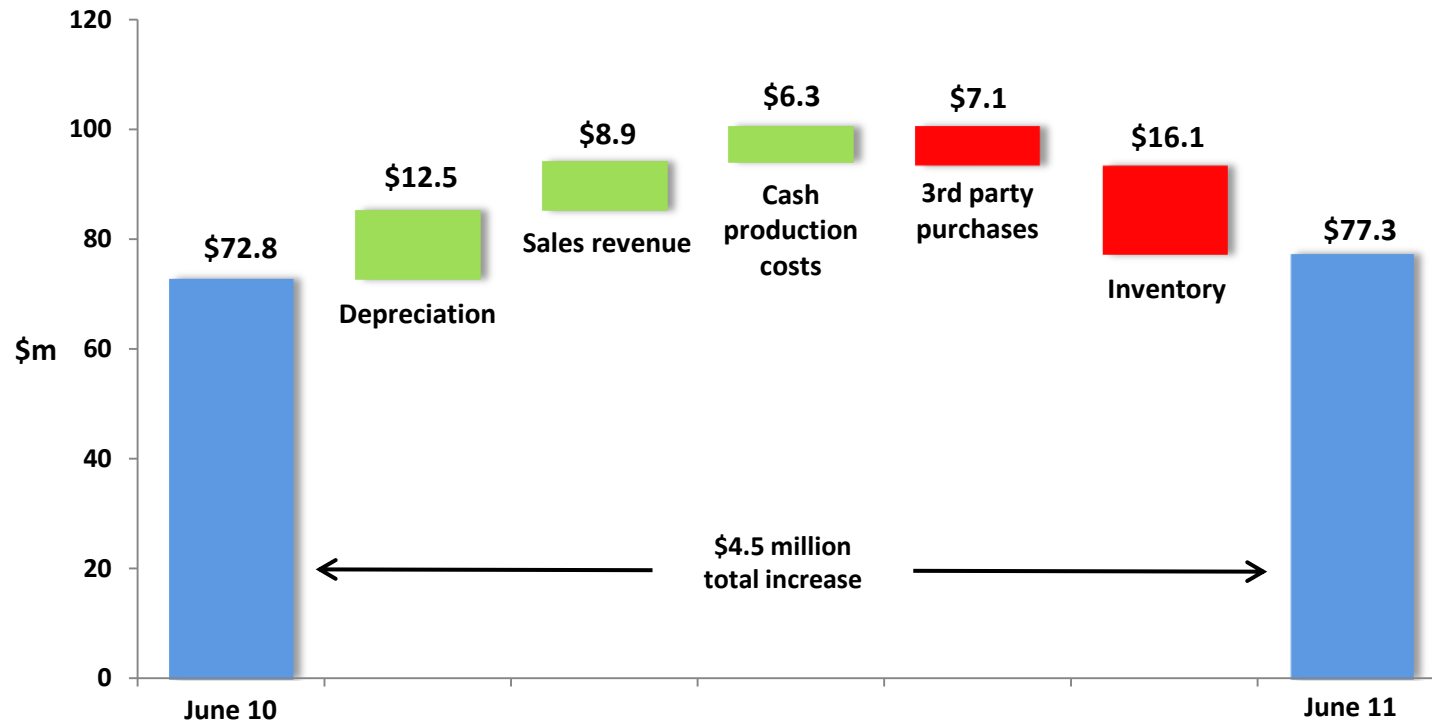 120
100
80
60
40
20
0
$m
$72.8
June 10
$12.5
Depreciation
$8.9
Sales revenue
$6.3
Cash
production
costs
$7.1
3rd party
purchases
$16.1
Inventory
$77.3
June 11
$4.5 million
total increase